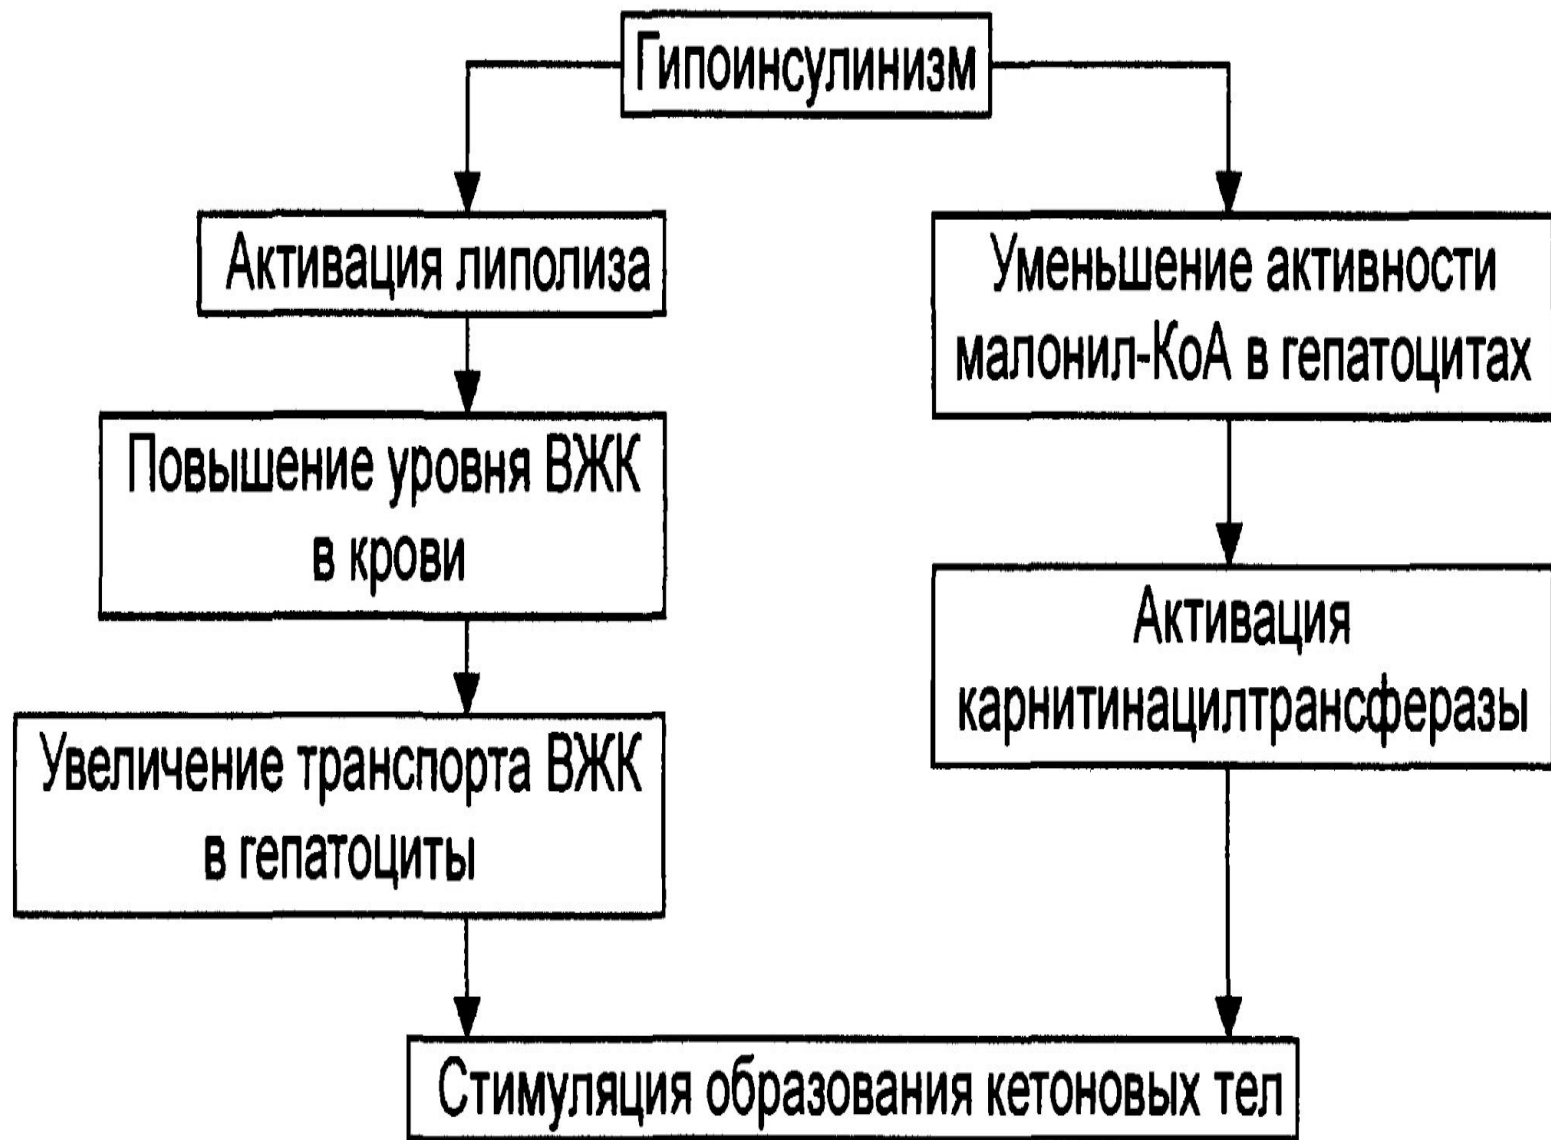 Гипоинсулинизм
Активация липолиза
Повышение уровня ВЖК
в крови
Увеличение транспорта ВЖК
в гепатоциты
Уменьшение активности
малонил-КоА в гепатоцитах
Активация
карнитинацилтрансферазы
Стимуляция образования кетоновых тел